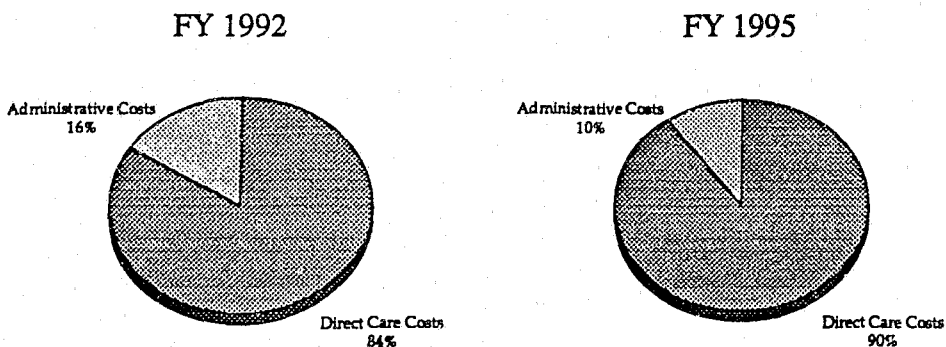 FY 1992
Administrative Costs
16%
Direct Care Costs
84%
FY 1995
Administrative Costs
10%
Direct Care Costs
90%